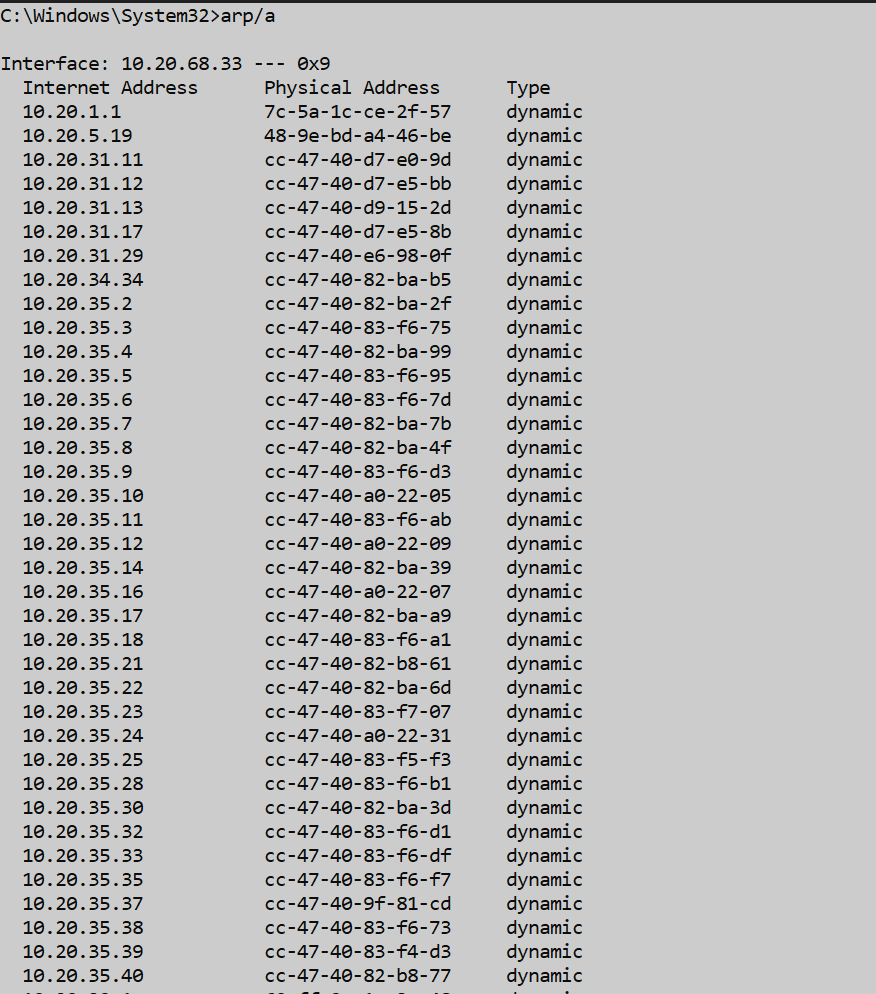 C:\Windows\System32>arp/a
Interface: 10.20.68.33 --- 0x9
Internet Address Physical Address Type
10.20.1.1 7c-5a-1c-ce-2f-57 dynamic
10.20.5.19 48-9e-bd-a4-46-be dynamic
10.20.31.11 cc-47-40-d7-e0-9d dynamic
10.20.31.12 cc-47-40-d7-e5-bb dynamic
10.20.31.13 cc-47-40-d9-15-2d dynamic
10.20.31.17 cc-47-40-d7-e5-8b dynamic
10.20.31.29 cc-47-40-e6-98-0f dynamic
10.20.34.34 cc-47-40-82-ba-b5 dynamic
10.20.35.2 cc-47-40-82-ba-2f dynamic
10.20.35.3 cc-47-40-83-f6-75 dynamic
10.20.35.4 cc-47-40-82-ba-99 dynamic
10.20.35.5 cc-47-40-83-f6-95 dynamic
10.20.35.6 cc-47-40-83-f6-7d dynamic
10.20.35.7 cc-47-40-82-ba-7b dynamic
10.20.35.8 cc-47-40-82-ba-4f dynamic
10.20.35.9 cc-47-40-83-f6-d3 dynamic
10.20.35.10 cc-47-40-a0-22-05 dynamic
10.20.35.11 cc-47-40-83-f6-ab dynamic
10.20.35.12 cc-47-40-a0-22-09 dynamic
10.20.35.14 cc-47-40-82-ba-39 dynamic
10.20.35.16 cc-47-40-a0-22-07 dynamic
10.20.35.17 cc-47-40-82-ba-a9 dynamic
10.20.35.18 cc-47-40-83-f6-a1 dynamic
10.20.35.21 cc-47-40-82-b8-61 dynamic
10.20.35.22 cc-47-40-82-ba-6d dynamic
10.20.35.23 cc-47-40-83-f7-07 dynamic
10.20.35.24 cc-47-40-a0-22-31 dynamic
10.20.35.25 cc-47-40-83-f5-f3 dynamic
10.20.35.28 cc-47-40-83-f6-b1 dynamic
10.20.35.30 cc-47-40-82-ba-3d dynamic
10.20.35.32 cc-47-40-83-f6-d1 dynamic
10.20.35.33 cc-47-40-83-f6-df dynamic
10.20.35.35 cc-47-40-83-f6-f7 dynamic
10.20.35.37 cc-47-40-9f-81-cd dynamic
10.20.35.38 cc-47-40-83-f6-73 dynamic
10.20.35.39 cc-47-40-83-f4-d3 dynamic
10.20.35.40 cc-47-40-82-b8-77 dynamic